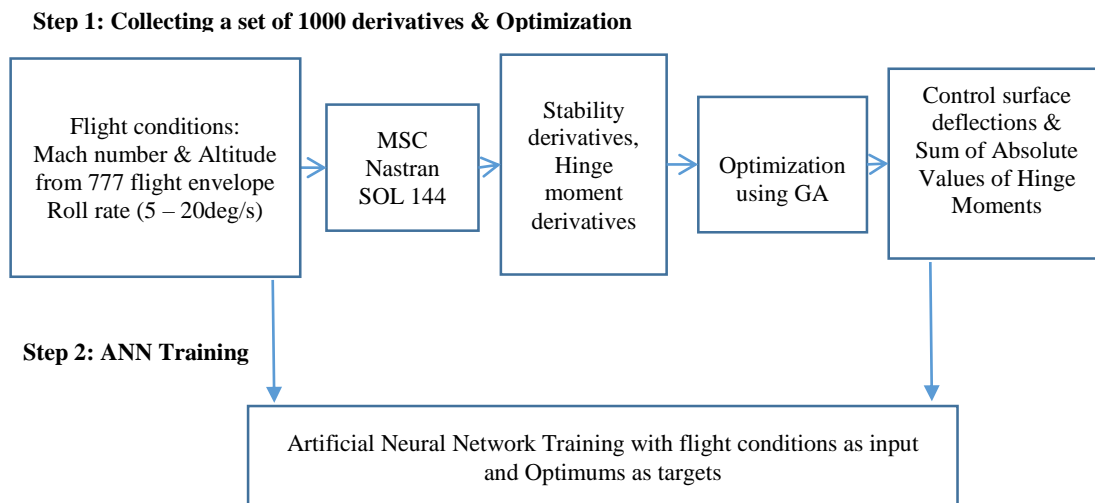 Step 1: Collecting a set of 1000 derivatives & Optimization
Flight conditions:
Mach number & Altitude
from 777 flight envelope
Roll rate (5 – 20deg/s)
MSC
Nastran
SOL 144
Stability
derivatives,
Hinge
moment
derivatives
Optimization
using GA
Control surface
deflections &
Sum of Absolute
Values of Hinge
Moments
Step 2: ANN Training
Artificial Neural Network Training with flight conditions as input
and Optimums as targets